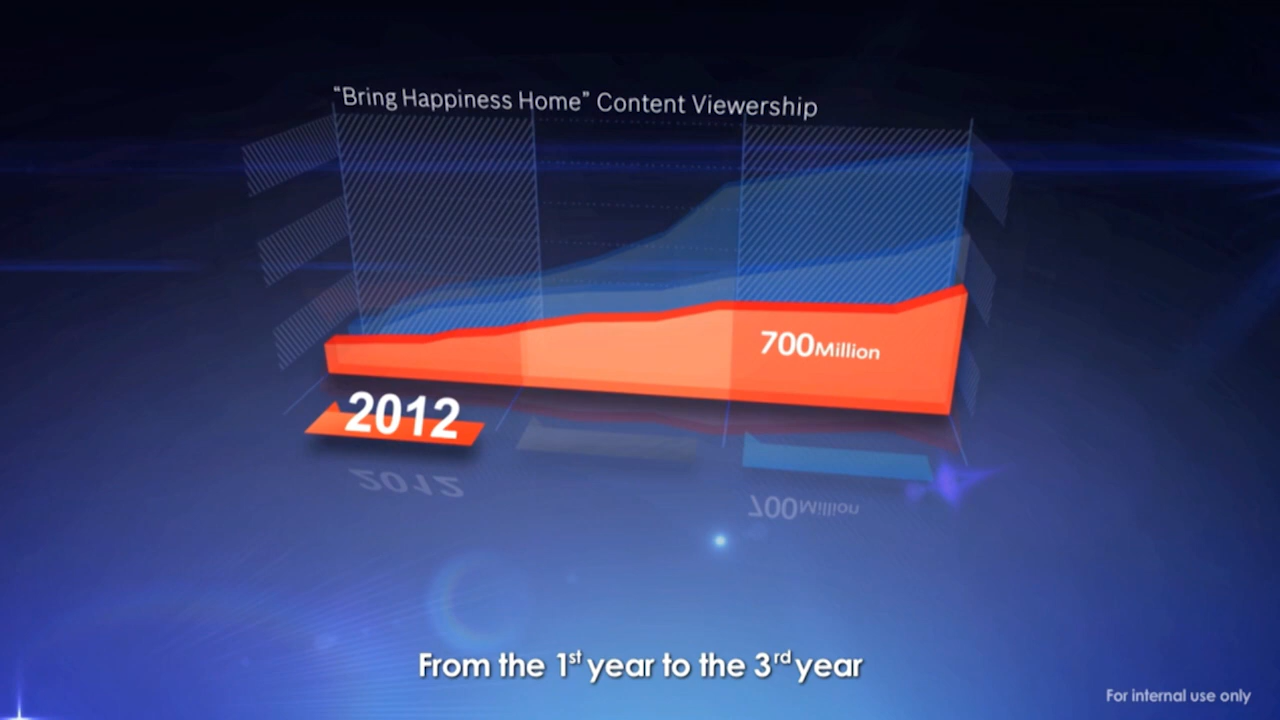 “Bring Happiness Home” Content Viewership
700Million
2012
2012
700Million
From the 1st year to the 3rd year
For internal use only